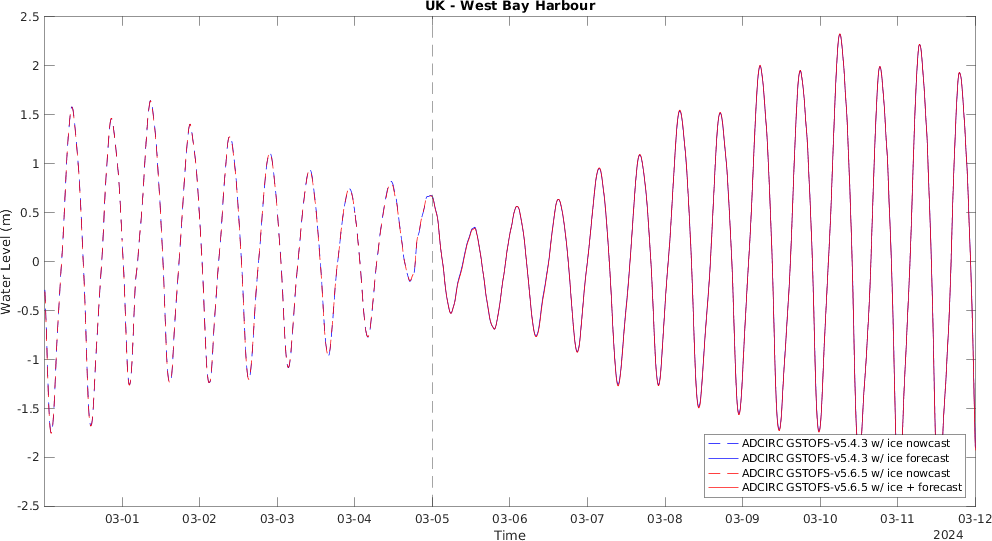 UK - West Bay Harbour
2.5
2
1.5
1
0.5
0
-0.5
-1
-1.5
-2
-2.5
Water Level (m)
ADCIRC GSTOFS-v5.4.3 w/ ice nowcast
ADCIRC GSTOFS-v5.4.3 w/ ice forecast
ADCIRC GSTOFS-v5.6.5 w/ ice nowcast
ADCIRC GSTOFS-v5.6.5 w/ ice + forecast
03-01 03-02 03-03 03-04 03-05 03-06 03-07 03-08 03-09 03-10 03-11 03-12
Time
2024